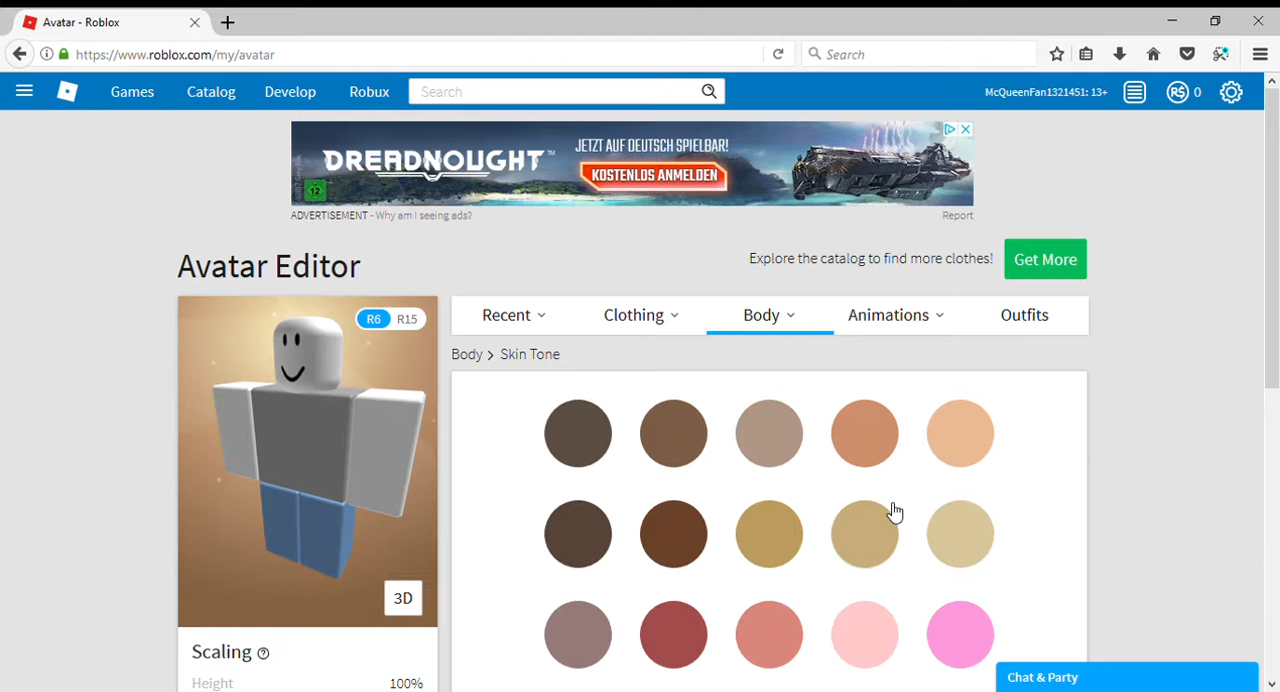 Avatar - Roblox
https://www.roblox.com/my/avatar
Search
Games
Catalog
Develop
Robux
Search
McQueenFan1321451: 13+
R$ 0
DREADNOUGHT™
JETZT AUF DEUTSCH SPIELBAR!
KOSTENLOS ANMELDEN
12
ADVERTISEMENT - Why am I seeing ads?
Report
Avatar Editor
Explore the catalog to find more clothes!
Get More
R6 R15
Recent
Clothing
Body
Animations
Outfits
Body > Skin Tone
3D
Scaling
Height 100%
Chat & Party